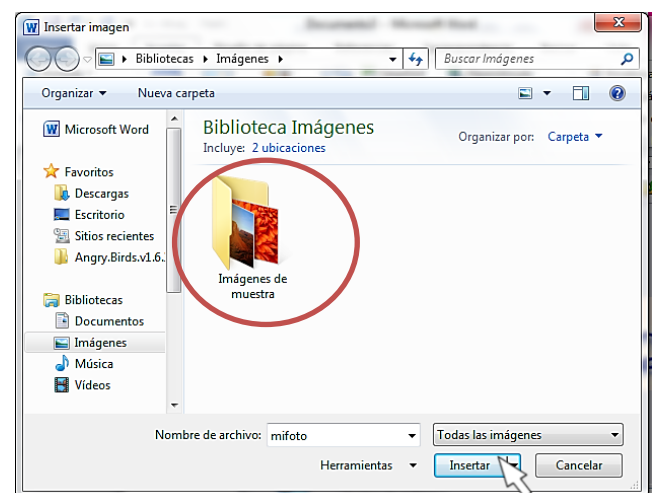 Insertar imagen
Bibliotecas Imágenes
Buscar Imágenes
Organizar Nueva carpeta
Microsoft Word
Favoritos
Descargas
Escritorio
Sitios recientes
Angry.Birds.v1.6.
Bibliotecas
Documentos
Imágenes
Música
Vídeos
Biblioteca Imágenes
Incluye: 2 ubicaciones
Organizar por: Carpeta
Imágenes de
muestra
Nombre de archivo: mifoto
Todas las imágenes
Herramientas Insertar Cancelar